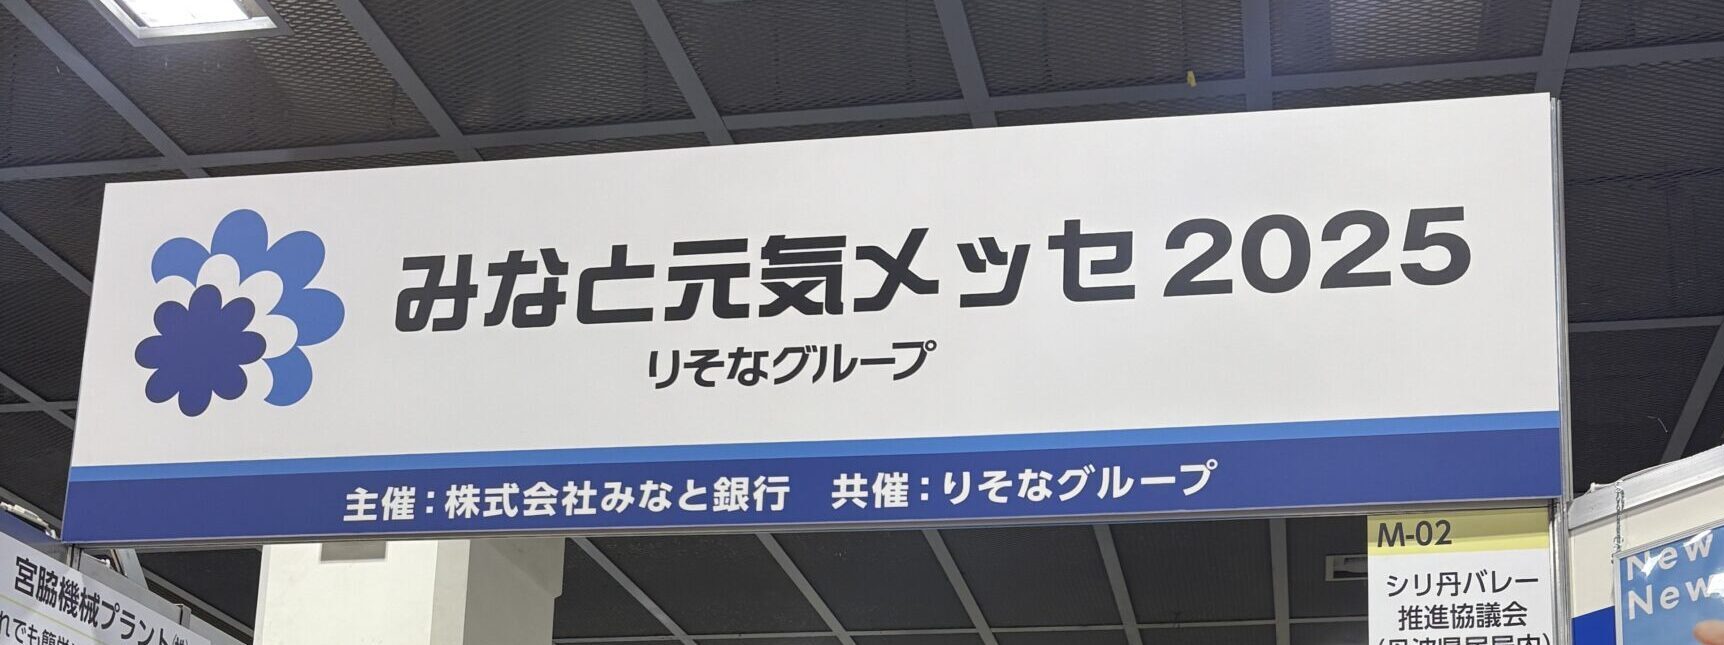 みなと元気メッセ2025
りそなグループ
主催：株式会社みなと銀行　共催：りそなグループ
M-02
シリ丹バレー
推進協議会
宮脇機械プラント㈱
New
New